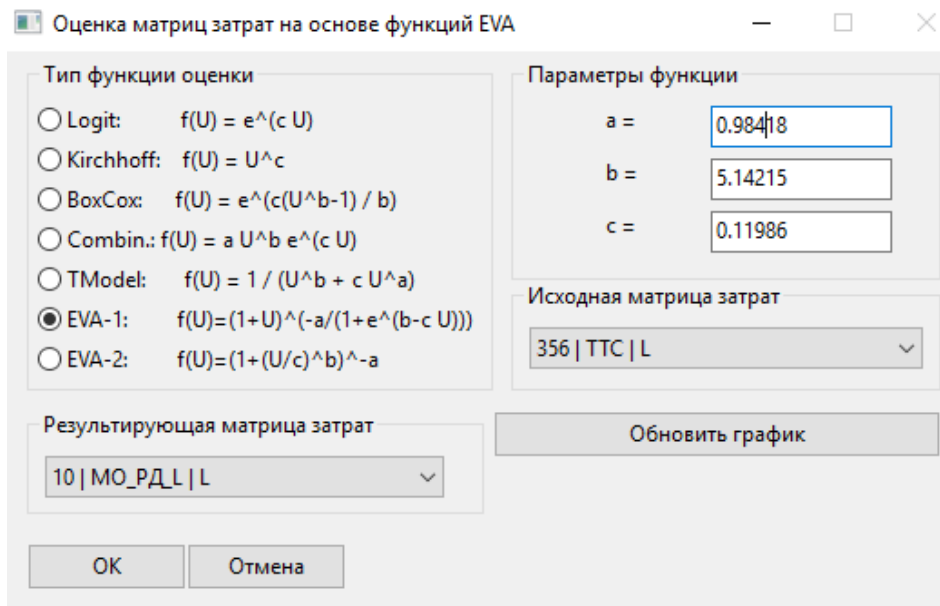 Оценка матриц затрат на основе функций EVA
Тип функции оценки
Logit: f(U) = e^(c U)
Kirchhoff: f(U) = U^c
BoxCox: f(U) = e^(c(U^b-1) / b)
Combin.: f(U) = a U^b e^(c U)
TModel: f(U) = 1 / (U^b + c U^a)
EVA-1: f(U)=(1+U)^(-a/(1+e^(b-c U)))
EVA-2: f(U)=(1+(U/c)^b)^-a
Параметры функции
a = 0.98418
b = 5.14215
c = 0.11986
Исходная матрица затрат
356 | TTC | L
Результирующая матрица затрат
10 | МО_РД_L | L
Обновить график
ОК Отмена